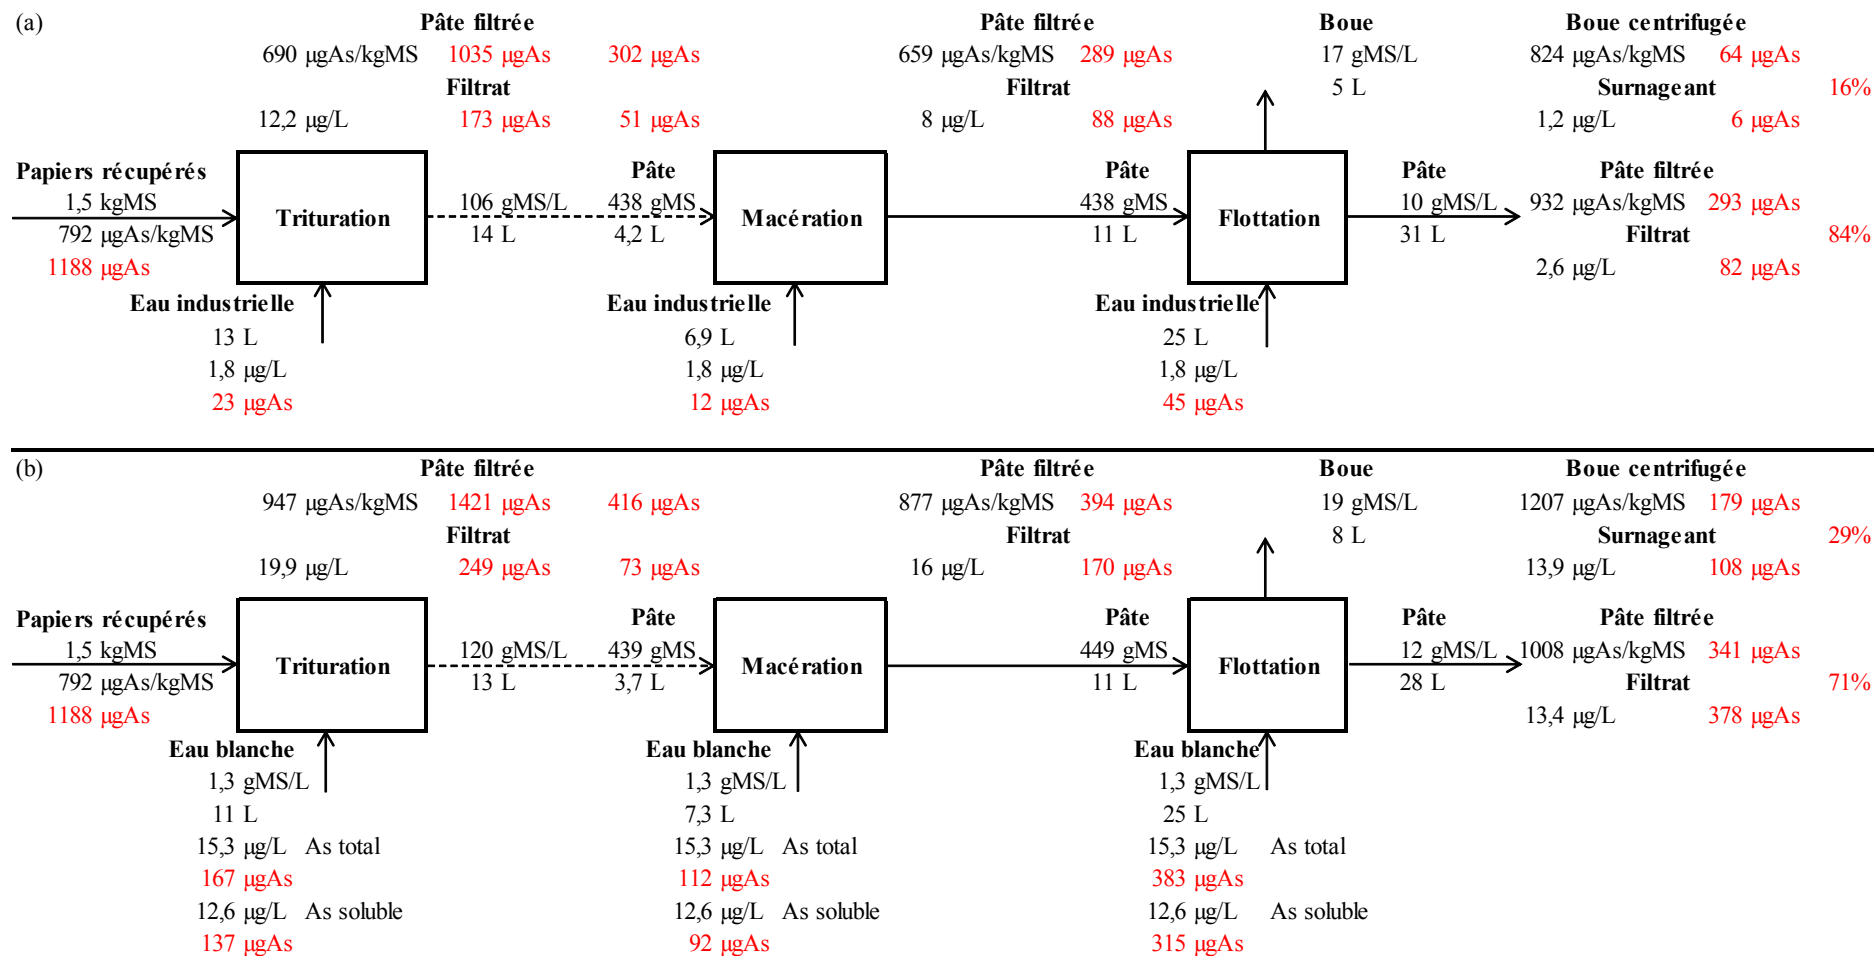 (a) Pâte filtrée Pâte filtrée Boue Boue centrifugée
690 µgAs/kgMS 1035 µgAs 302 µgAs 659 µgAs/kgMS 289 µgAs 17 gMS/L 824 µgAs/kgMS 64 µgAs
Filtrat Filtrat 5 L Surnageant 16%
12,2 µg/L 173 µgAs 51 µgAs 8 µg/L 88 µgAs 1,2 µg/L 6 µgAs
Papiers récupérés Pâte Pâte Pâte Pâte filtrée
1,5 kgMS 106 gMS/L 438 gMS 438 gMS 10 gMS/L 932 µgAs/kgMS 293 µgAs
Trituration Macération Flottation
792 µgAs/kgMS 14 L 4,2 L 11 L 31 L Filtrat 84%
1188 µgAs 2,6 µg/L 82 µgAs
Eau industrielle Eau industrielle Eau industrielle
13 L 6,9 L 25 L
1,8 µg/L 1,8 µg/L 1,8 µg/L
23 µgAs 12 µgAs 45 µgAs
(b) Pâte filtrée Pâte filtrée Boue Boue centrifugée
947 µgAs/kgMS 1421 µgAs 416 µgAs 877 µgAs/kgMS 394 µgAs 19 gMS/L 1207 µgAs/kgMS 179 µgAs
Filtrat Filtrat 8 L Surnageant 29%
19,9 µg/L 249 µgAs 73 µgAs 16 µg/L 170 µgAs 13,9 µg/L 108 µgAs
Papiers récupérés Pâte Pâte Pâte Pâte filtrée
1,5 kgMS 120 gMS/L 439 gMS 449 gMS 12 gMS/L 1008 µgAs/kgMS 341 µgAs
Trituration Macération Flottation
792 µgAs/kgMS 13 L 3,7 L 11 L 28 L Filtrat 71%
1188 µgAs 13,4 µg/L 378 µgAs
Eau blanche Eau blanche Eau blanche
1,3 gMS/L 1,3 gMS/L 1,3 gMS/L
11 L 7,3 L 25 L
15,3 µg/L As total 15,3 µg/L As total 15,3 µg/L As total
167 µgAs 112 µgAs 383 µgAs
12,6 µg/L As soluble 12,6 µg/L As soluble 12,6 µg/L As soluble
137 µgAs 92 µgAs 315 µgAs